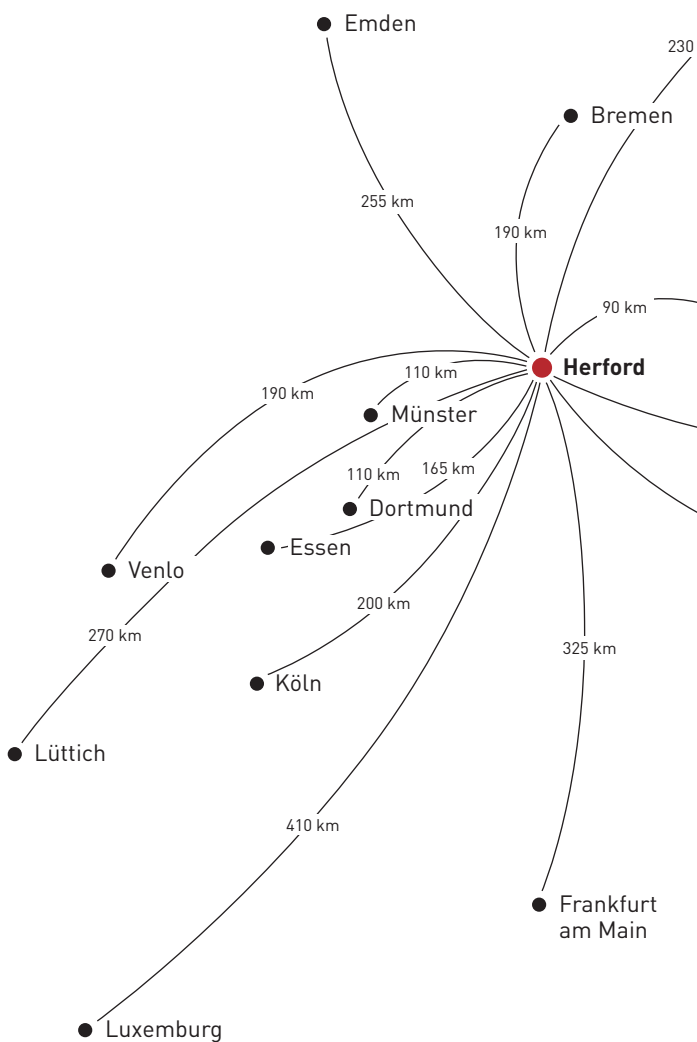 Emden
230
Bremen
255 km
190 km
90 km
Herford
110 km
190 km
Münster
165 km
110 km
Dortmund
Essen
Venlo
200 km
270 km
325 km
Köln
Lüttich
410 km
Frankfurt
am Main
Luxemburg